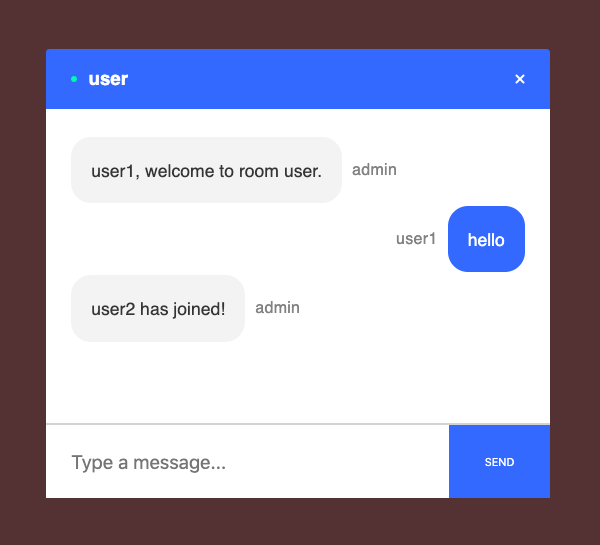 user
user1, welcome to room user. admin
user1 hello
user2 has joined! admin
Type a message...
SEND